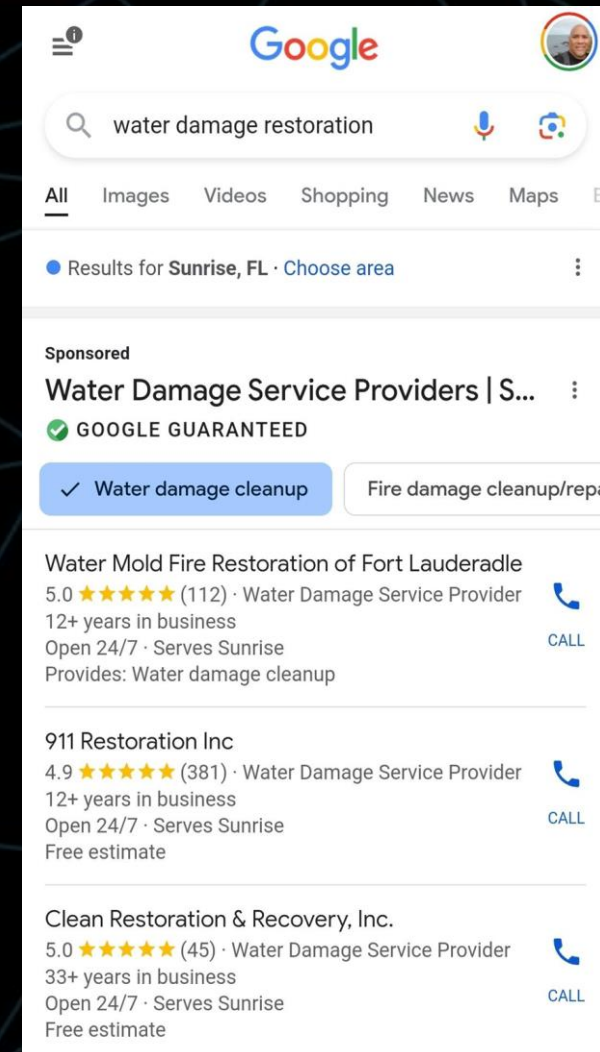 Google
water damage restoration
All Images Videos Shopping News Maps
Results for Sunrise, FL · Choose area
Sponsored
Water Damage Service Providers | S...
GOOGLE GUARANTEED
Water damage cleanup Fire damage cleanup/repa
Water Mold Fire Restoration of Fort Lauderadle
5.0 ★★★★★ (112) · Water Damage Service Provider
12+ years in business
Open 24/7 · Serves Sunrise
CALL
Provides: Water damage cleanup
911 Restoration Inc
4.9 ★★★★★ (381) · Water Damage Service Provider
12+ years in business
CALL
Open 24/7 · Serves Sunrise
Free estimate
Clean Restoration & Recovery, Inc.
5.0 ★★★★★ (45) · Water Damage Service Provider
33+ years in business
CALL
Open 24/7 · Serves Sunrise
Free estimate